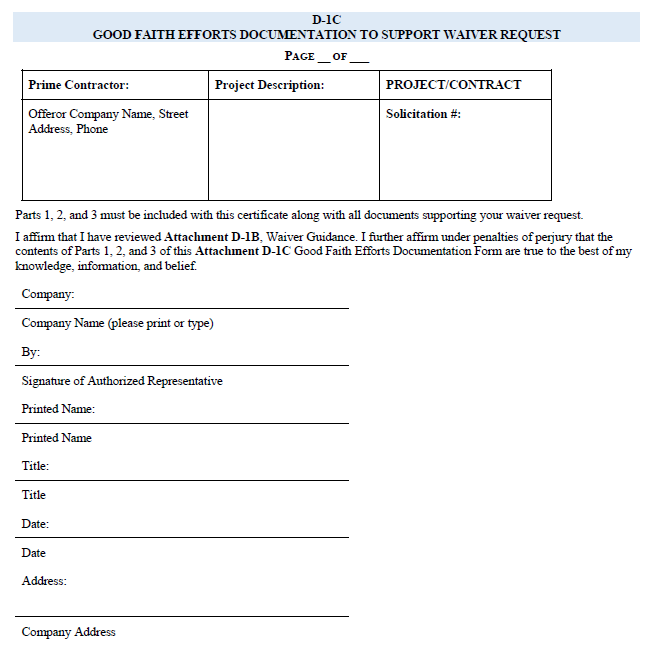 D-1C
GOOD FAITH EFFORTS DOCUMENTATION TO SUPPORT WAIVER REQUEST
PAGE __ OF ___
Prime Contractor: Project Description: PROJECT/CONTRACT
Offeror Company Name, Street Solicitation #:
Address, Phone
Parts 1, 2, and 3 must be included with this certificate along with all documents supporting your waiver request.
I affirm that I have reviewed Attachment D-1B, Waiver Guidance. I further affirm under penalties of perjury that the
contents of Parts 1, 2, and 3 of this Attachment D-1C Good Faith Efforts Documentation Form are true to the best of my
knowledge, information, and belief.
Company:
Company Name (please print or type)
By:
Signature of Authorized Representative
Printed Name:
Printed Name
Title:
Title
Date:
Date
Address:
Company Address